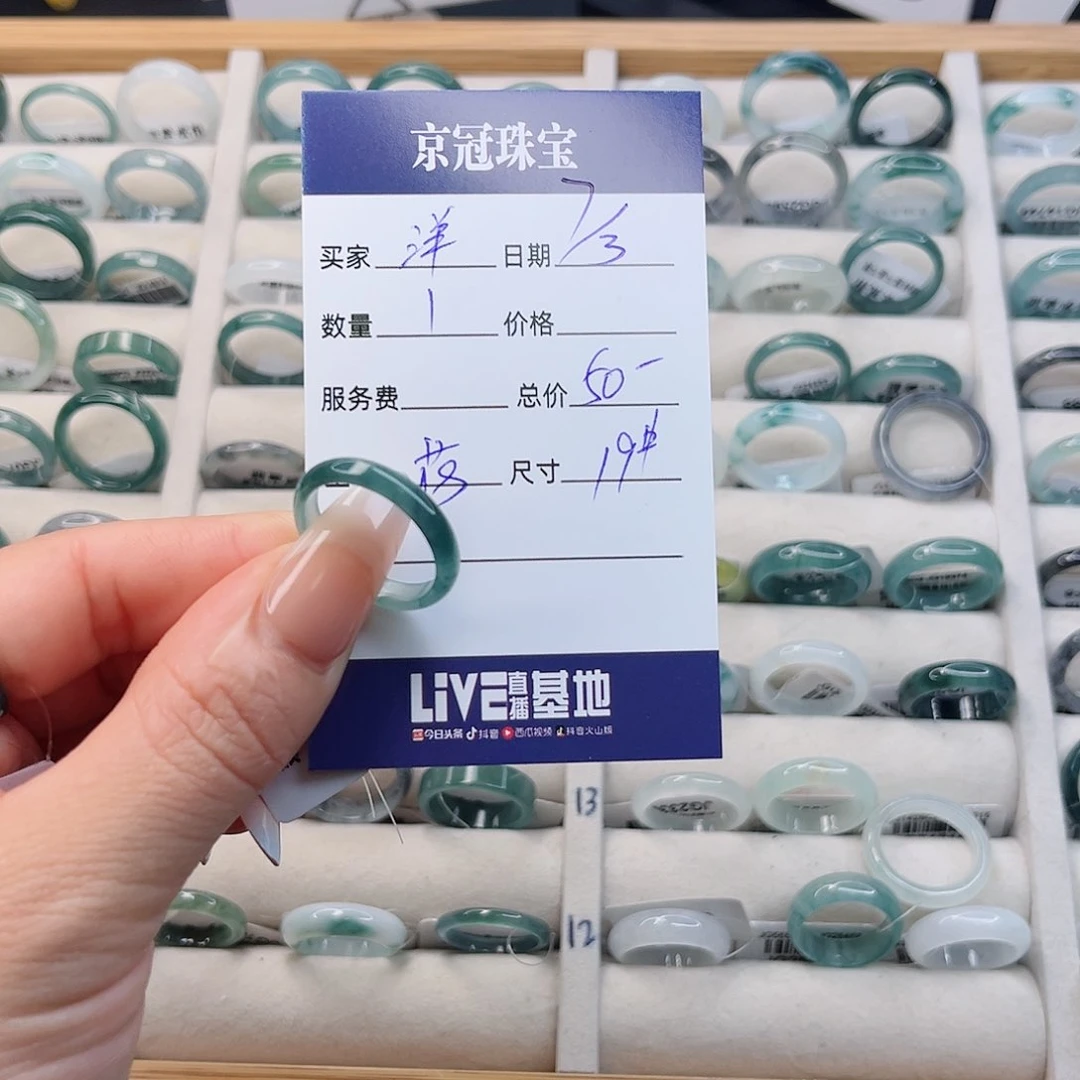 京冠珠宝
买家 洋 日期 7/3
数量 1 价格
服务费 总价 50-
尺寸 19#
LiVE直播基地
今日头条 抖音 西瓜视频 抖音火山版
13
12